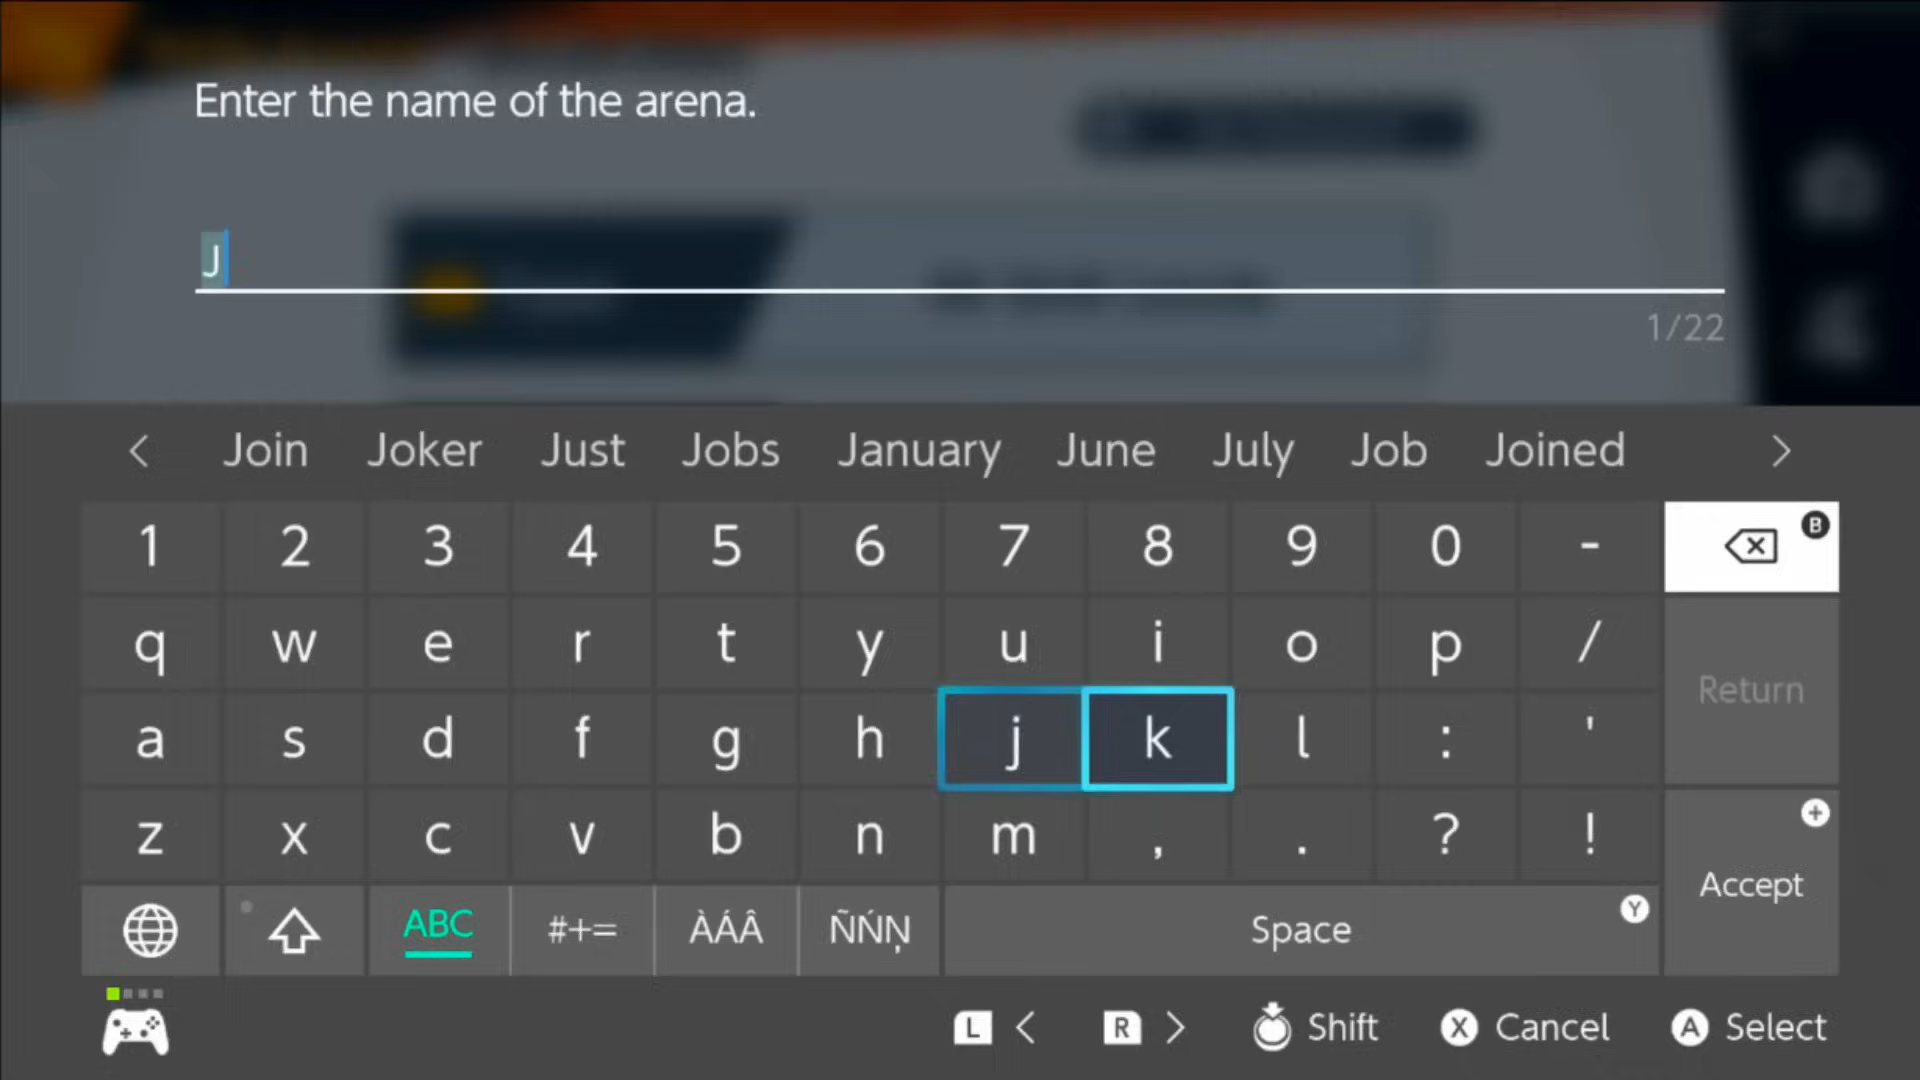 Enter the name of the arena.
J
1/22
< Join Joker Just Jobs January June July Job Joined >
1 2 3 4 5 6 7 8 9 0 - B
q w e r t y u i o p /
Return
a s d f g h j k l : '
z x c v b n m , . ? ! +
Accept
ABC #+= ÀÁÂ ÑŃŅ Space Y
L < R > Shift X Cancel A Select